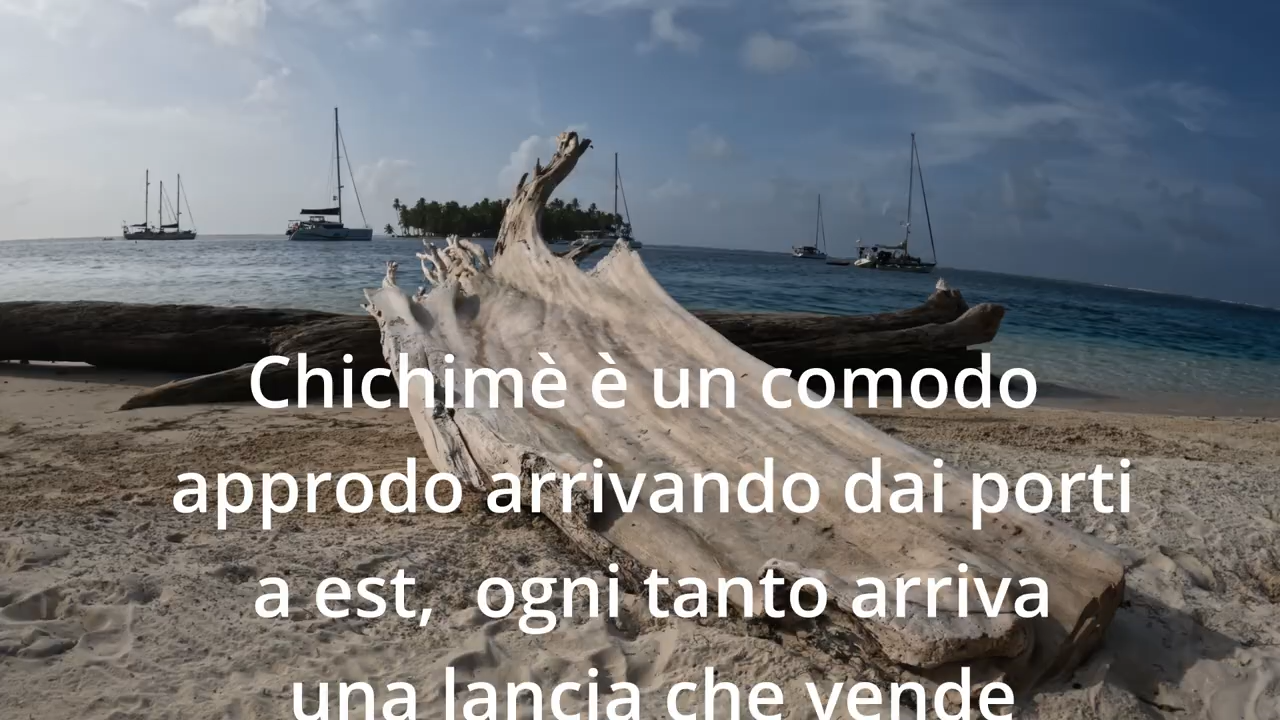 Chichimè è un comodo
approdo arrivando dai porti
a est,  ogni tanto arriva
una lancia che vende